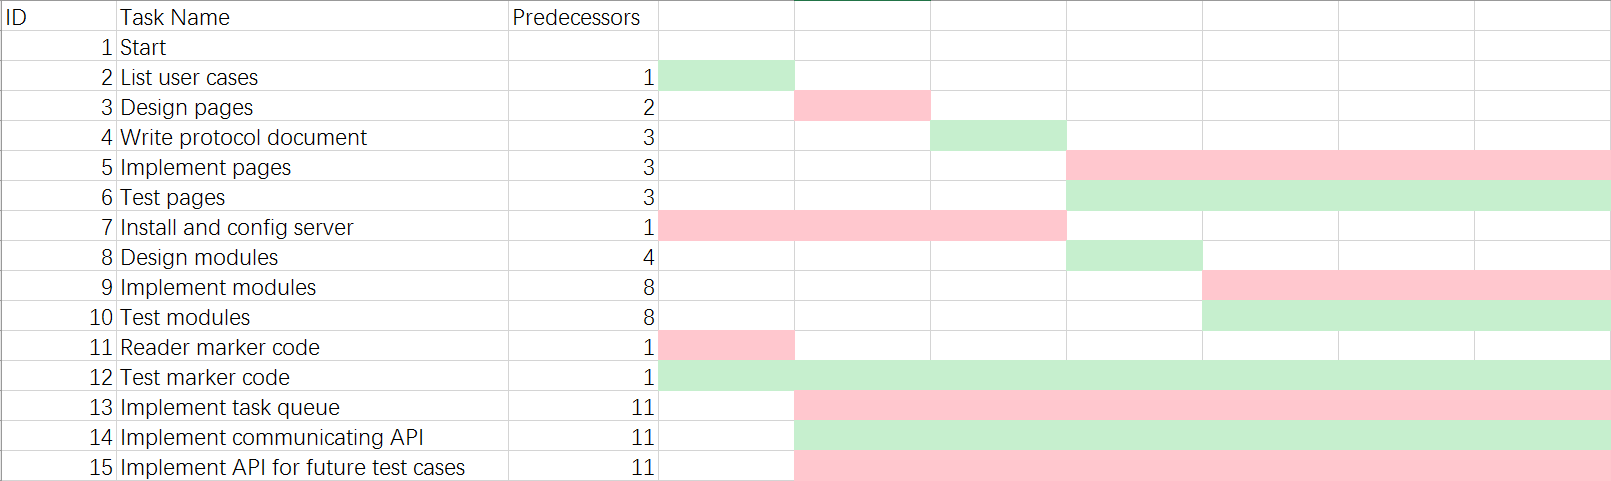 ID Task Name Predecessors
1 Start
2 List user cases 1
3 Design pages 2
4 Write protocol document 3
5 Implement pages 3
6 Test pages 3
7 Install and config server 1
8 Design modules 4
9 Implement modules 8
10 Test modules 8
11 Reader marker code 1
12 Test marker code 1
13 Implement task queue 11
14 Implement communicating API 11
15 Implement API for future test cases 11